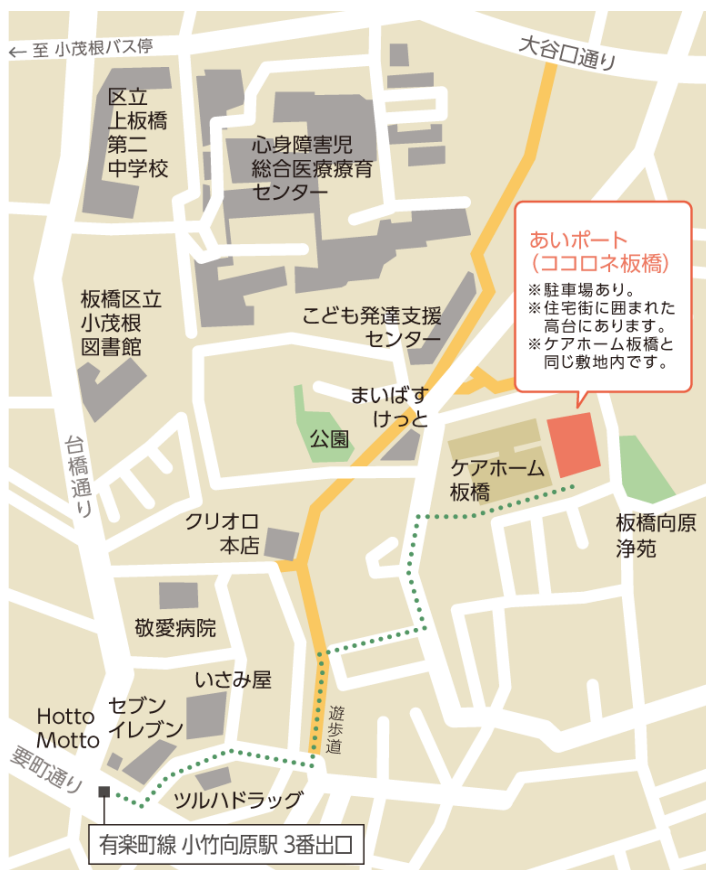 ← 至 小茂根バス停
大谷口通り
区立
上板橋
第二
中学校
心身障害児
総合医療療育
センター
あいポート
(ココロネ板橋)
※駐車場あり。
※住宅街に囲まれた
高台にあります。
※ケアホーム板橋と
同じ敷地内です。
板橋区立
小茂根
図書館
こども発達支援
センター
まいばす
けっと
公園
台橋通り
ケアホーム
板橋
クリオロ
本店
板橋向原
浄苑
敬愛病院
いさみ屋
セブン
イレブン
Hotto
Motto
遊歩道
要町通り
ツルハドラッグ
有楽町線 小竹向原駅 3番出口